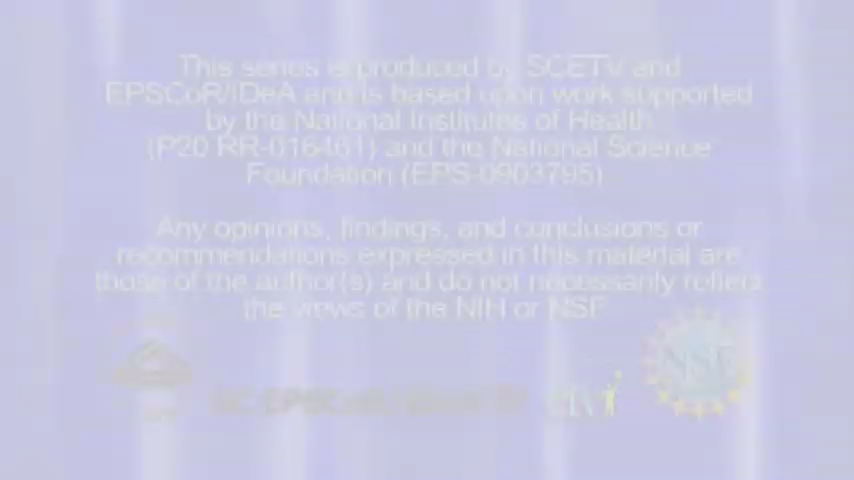 This series is produced by SCETV and
EPSCoR/IDeA and is based upon work supported
by the National Institutes of Health
(P20 RR-016461) and the National Science
Foundation (EPS-0903795)
Any opinions, findings, and conclusions or
recommendations expressed in this material are
those of the author(s) and do not necessarily reflect
the views of the NIH or NSF
NSF